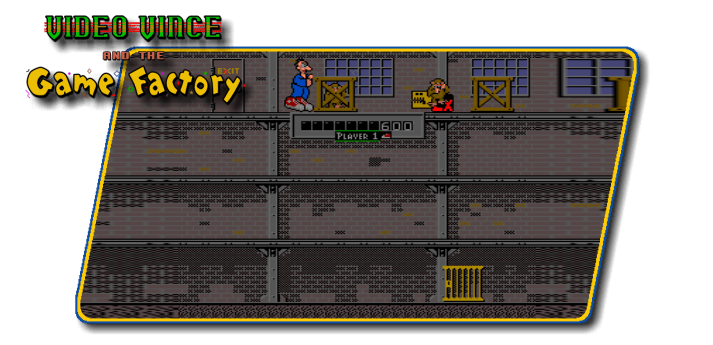 VIDEO VINCE
AND THE
Game Factory
EXIT
600
PLAYER 1